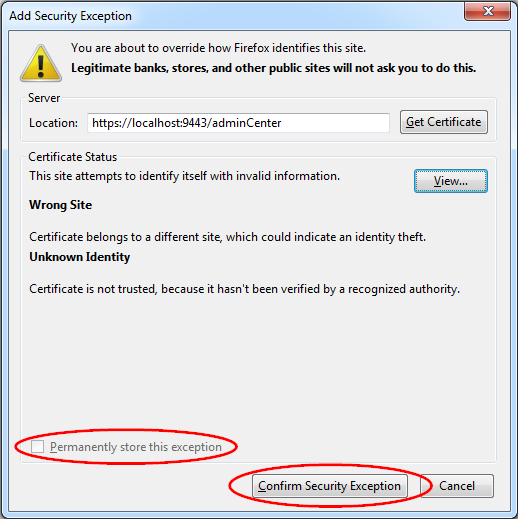 Add Security Exception
You are about to override how Firefox identifies this site.
Legitimate banks, stores, and other public sites will not ask you to do this.
Server
Location: https://localhost:9443/adminCenter Get Certificate
Certificate Status
This site attempts to identify itself with invalid information.
View...
Wrong Site
Certificate belongs to a different site, which could indicate an identity theft.
Unknown Identity
Certificate is not trusted, because it hasn't been verified by a recognized authority.
Permanently store this exception
Confirm Security Exception Cancel